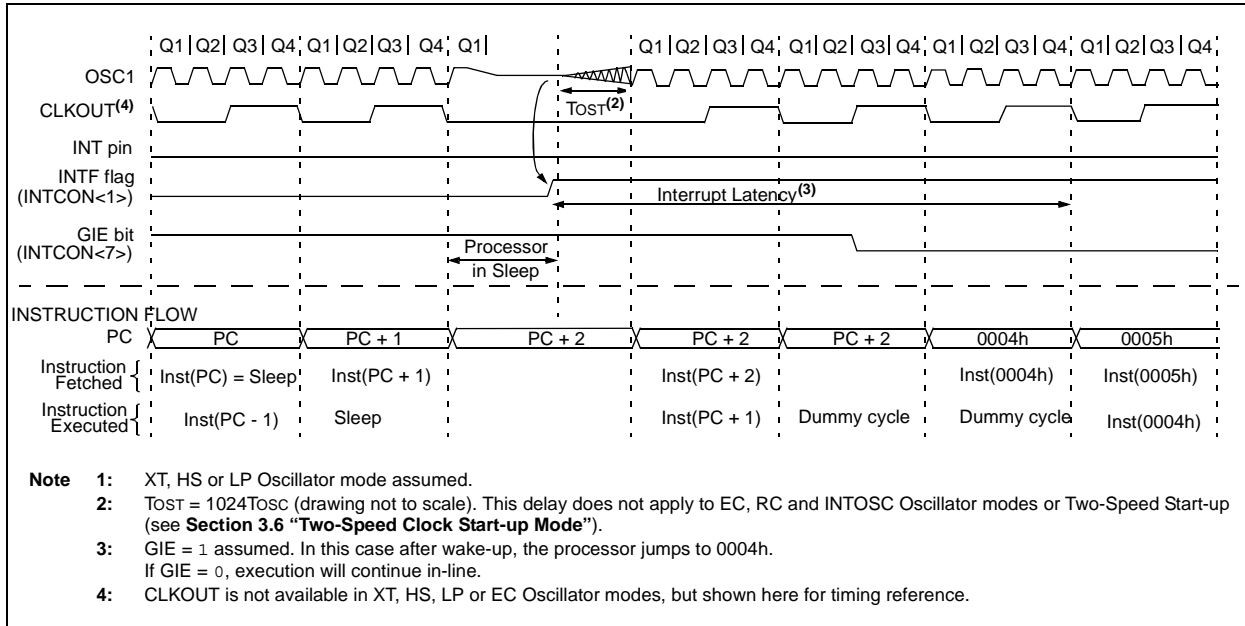 Q1 Q2 Q3 Q4 Q1 Q2 Q3 Q4 Q1 Q1 Q2 Q3 Q4 Q1 Q2 Q3 Q4 Q1 Q2 Q3 Q4 Q1 Q2 Q3 Q4
OSC1
CLKOUT(4)
TOST(2)
INT pin
INTF flag
(INTCON<1>)
Interrupt Latency(3)
GIE bit
(INTCON<7>)
Processor
in Sleep
INSTRUCTION FLOW
PC PC PC + 1 PC + 2 PC + 2 PC + 2 0004h 0005h
Instruction
Fetched { Inst(PC) = Sleep Inst(PC + 1) Inst(PC + 2) Inst(0004h) Inst(0005h)
Instruction
Executed { Inst(PC - 1) Sleep Inst(PC + 1) Dummy cycle Dummy cycle Inst(0004h)
Note 1: XT, HS or LP Oscillator mode assumed.
2: TOST = 1024TOSC (drawing not to scale). This delay does not apply to EC, RC and INTOSC Oscillator modes or Two-Speed Start-up
(see Section 3.6 “Two-Speed Clock Start-up Mode”).
3: GIE = 1 assumed. In this case after wake-up, the processor jumps to 0004h.
If GIE = 0, execution will continue in-line.
4: CLKOUT is not available in XT, HS, LP or EC Oscillator modes, but shown here for timing reference.